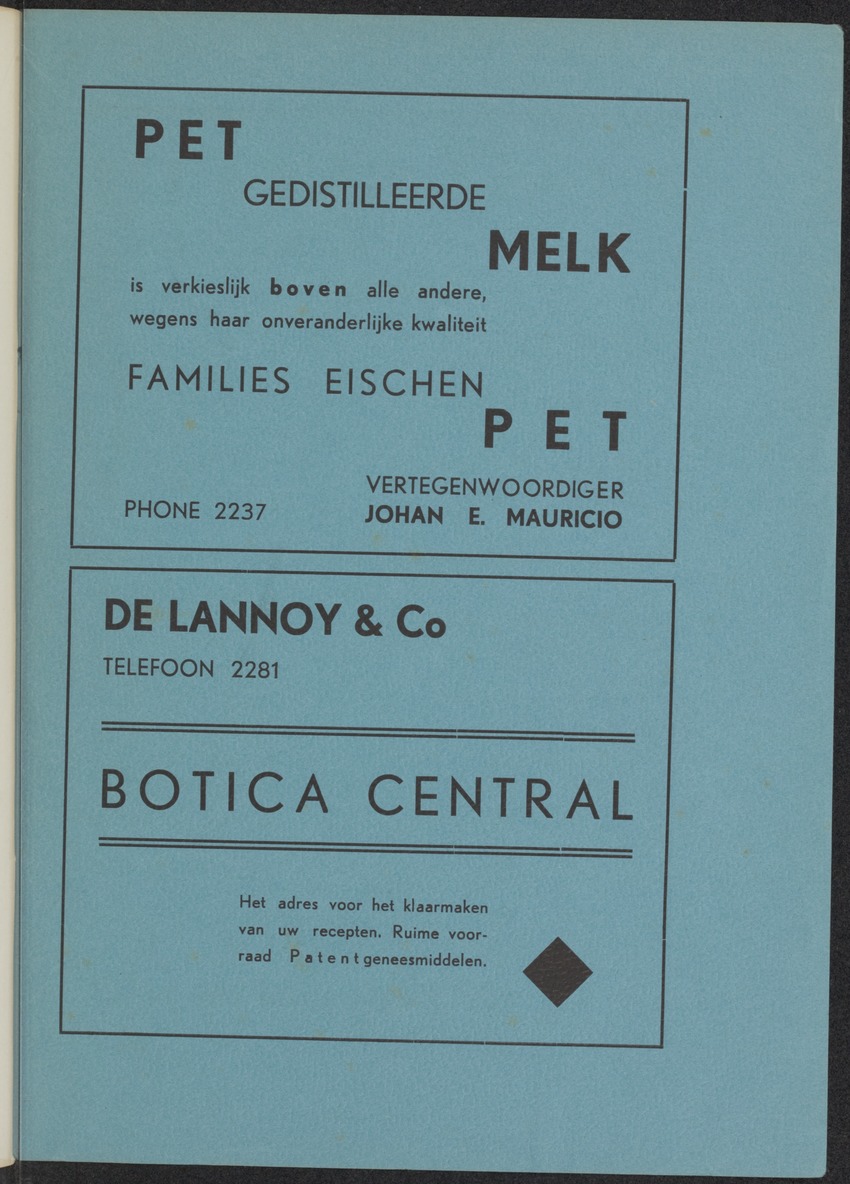 PET
GEDISTILLEERDE
MELK
is verkieslijk boven alle andere,
wegens haar onveranderlijke kwaliteit
FAMILIES EISCHEN
PET
VERTEGENWOORDIGER
PHONE 2237 JOHAN E. MAURICIO
DE LANNOY & Co
TELEFOON 2281
BOTICA CENTRAL
Het adres voor het klaarmaken
van uw recepten. Ruime voor-
raad Patentgeneesmiddelen.